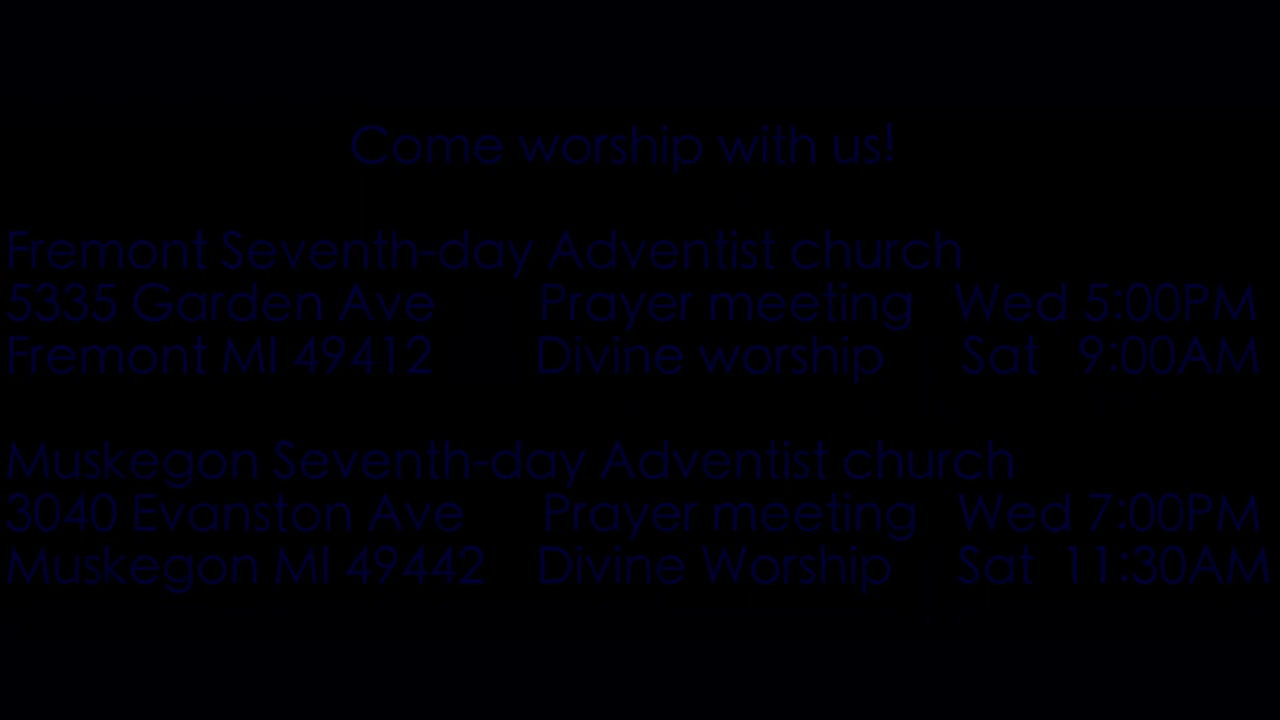 Come worship with us!
Fremont Seventh-day Adventist church
5335 Garden Ave Prayer meeting Wed 5:00PM
Fremont MI 49412 Divine worship Sat 9:00AM
Muskegon Seventh-day Adventist church
3040 Evanston Ave Prayer meeting Wed 7:00PM
Muskegon MI 49442 Divine Worship Sat 11:30AM